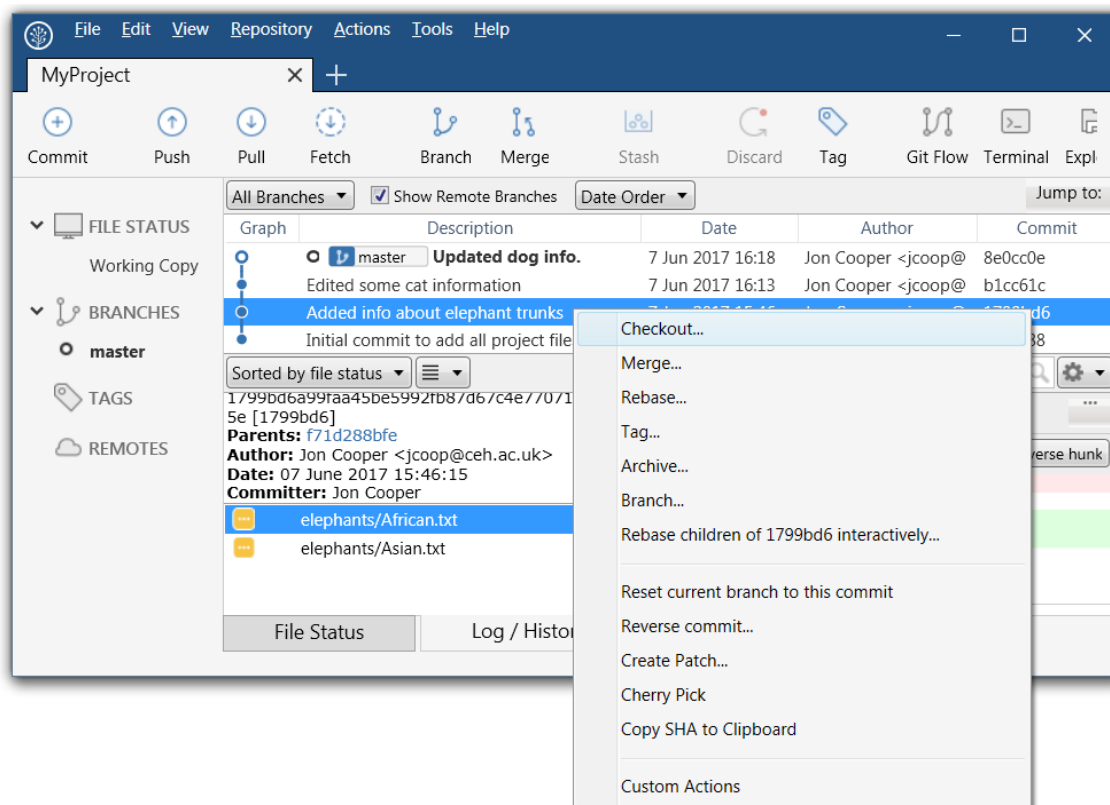 File Edit View Repository Actions Tools Help
MyProject
Commit Push Pull Fetch Branch Merge Stash Discard Tag Git Flow Terminal Expl
All Branches Show Remote Branches Date Order Jump to:
FILE STATUS
Working Copy
BRANCHES
master
TAGS
REMOTES
Graph Description Date Author Commit
master Updated dog info. 7 Jun 2017 16:18 Jon Cooper <jcoop@ 8e0cc0e
Edited some cat information 7 Jun 2017 16:13 Jon Cooper <jcoop@ b1cc61c
Added info about elephant trunks
Initial commit to add all project file
Sorted by file status
1799bd6a99faa45be5992fb87d67c4e77071
5e [1799bd6]
Parents: f71d288bfe
Author: Jon Cooper <jcoop@ceh.ac.uk>
Date: 07 June 2017 15:46:15
Committer: Jon Cooper
elephants/African.txt
elephants/Asian.txt
File Status Log / Histor
verse hunk
Checkout...
Merge...
Rebase...
Tag...
Archive...
Branch...
Rebase children of 1799bd6 interactively...
Reset current branch to this commit
Reverse commit...
Create Patch...
Cherry Pick
Copy SHA to Clipboard
Custom Actions